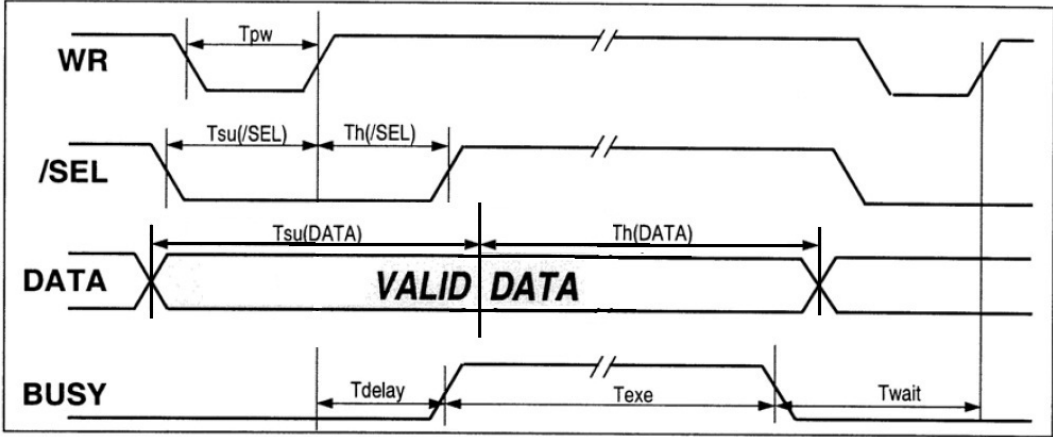 Tpw
WR
Tsu(/SEL) Th(/SEL)
/SEL
Tsu(DATA) Th(DATA)
DATA VALID DATA
Tdelay Texe Twait
BUSY